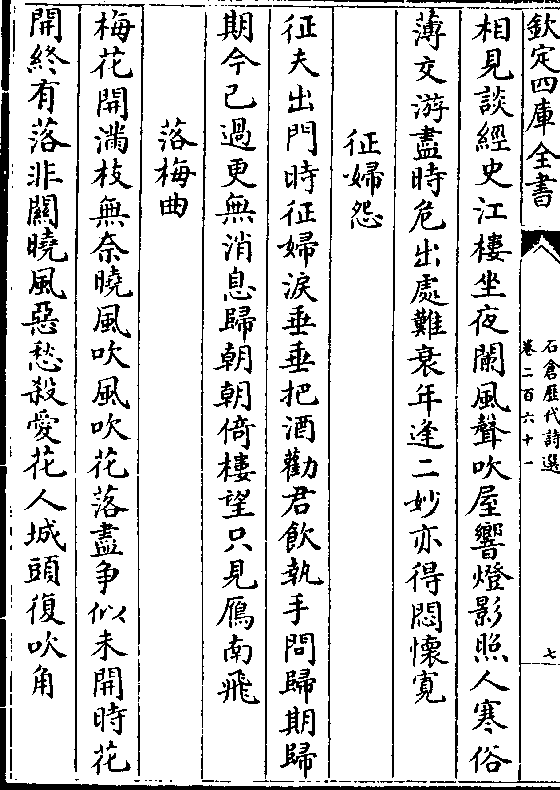 欽定四庫全書
石倉歷代詩選
卷二百六十一
七
相見談經史江樓坐夜闌風聲吹屋響燈影照人寒俗
薄交游盡時危出處難衰年逢二妙亦得悶懷寛
征婦怨
征夫出門時征婦淚垂垂把酒勸君飲執手問歸期歸
期今已過更無消息歸朝朝倚樓望只見鴈南飛
落梅曲
梅花開滿枝無奈曉風吹風吹花落盡爭似未開時花
開終有落非關曉風惡愁殺愛花人城頭復吹角